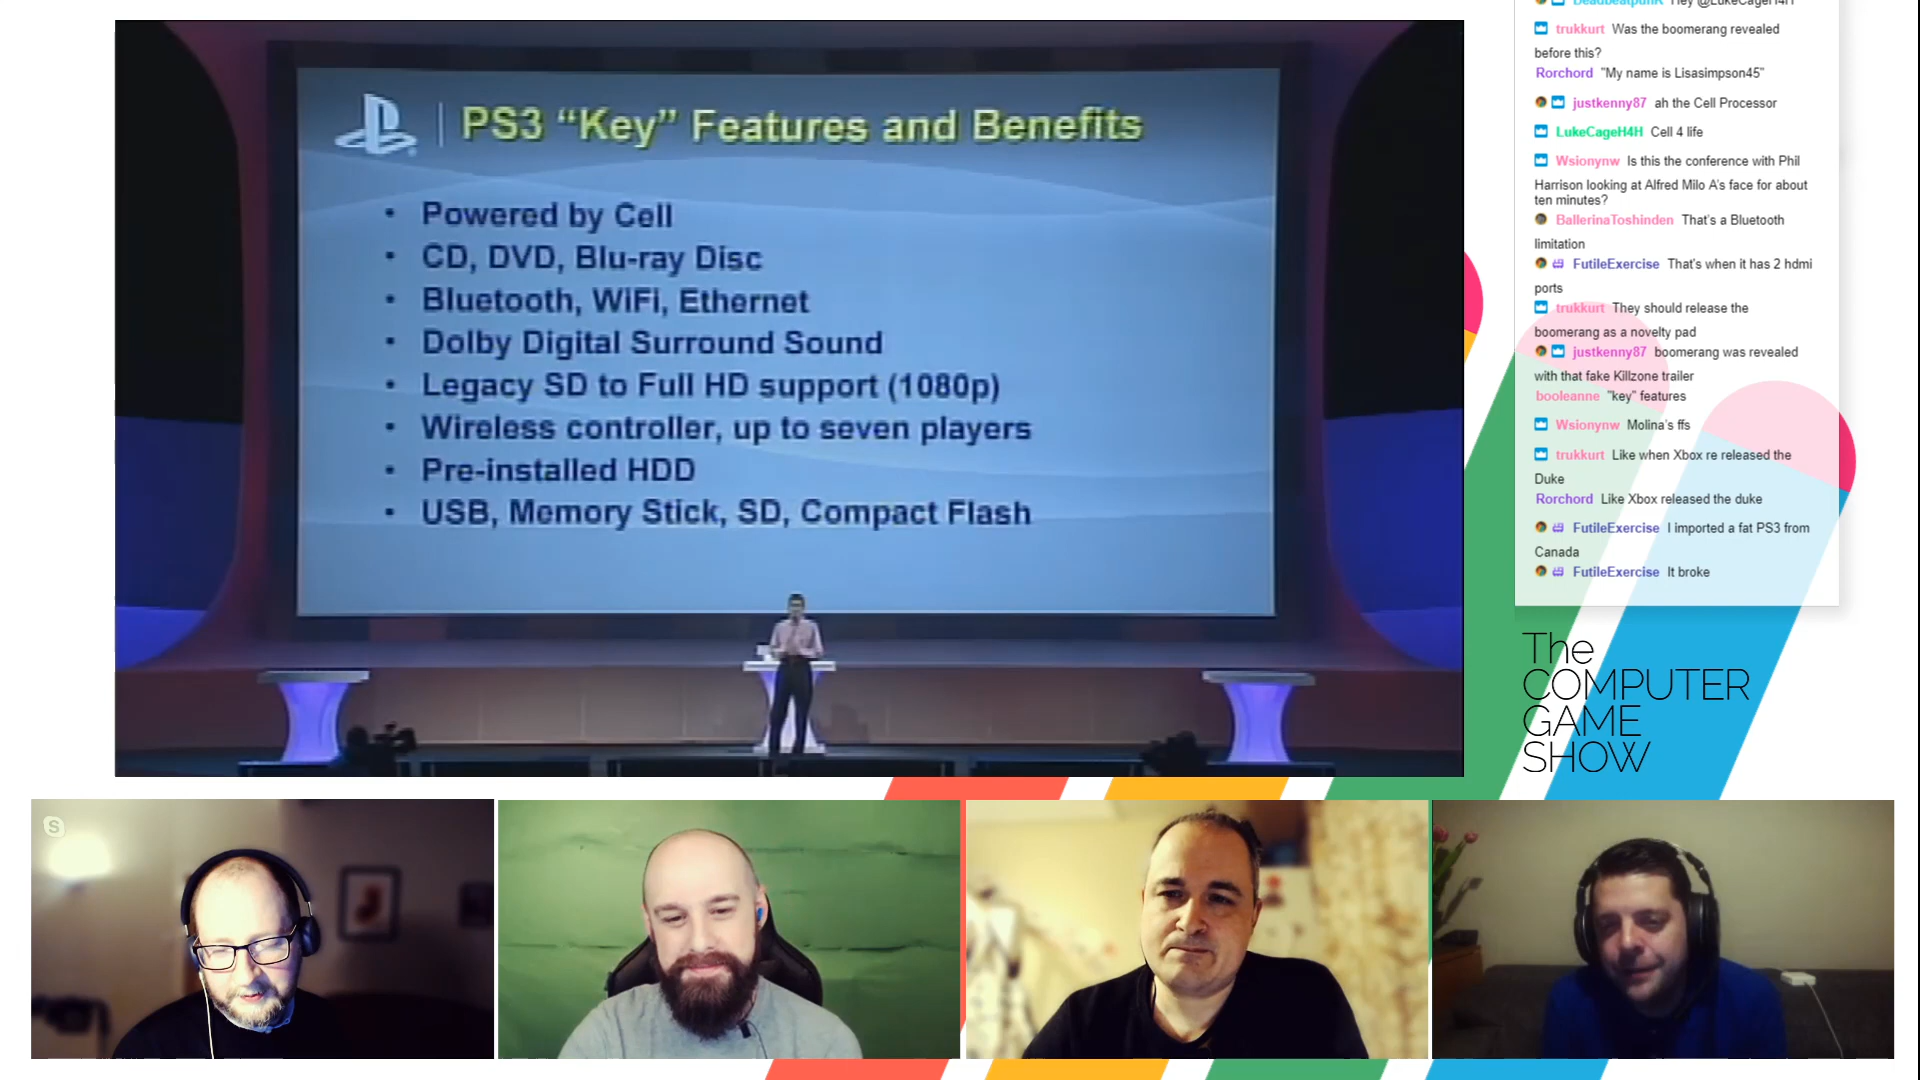 PS3 “Key” Features and Benefits
• Powered by Cell
• CD, DVD, Blu-ray Disc
• Bluetooth, WiFi, Ethernet
• Dolby Digital Surround Sound
• Legacy SD to Full HD support (1080p)
• Wireless controller, up to seven players
• Pre-installed HDD
• USB, Memory Stick, SD, Compact Flash
Deadbeatpunk Hey @LukeCageH4H
trukkurt Was the boomerang revealed
before this?
Rorchord "My name is Lisasimpson45"
justkenny87 ah the Cell Processor
LukeCageH4H Cell 4 life
Wsionynw Is this the conference with Phil
Harrison looking at Alfred Milo A's face for about
ten minutes?
BallerinaToshinden That's a Bluetooth
limitation
FutileExercise That's when it has 2 hdmi
ports
trukkurt They should release the
boomerang as a novelty pad
justkenny87 boomerang was revealed
with that fake Killzone trailer
booleanne "key" features
Wsionynw Molina's ffs
trukkurt Like when Xbox re released the
Duke
Rorchord Like Xbox released the duke
FutileExercise I imported a fat PS3 from
Canada
FutileExercise It broke
The
COMPUTER
GAME
SHOW
S